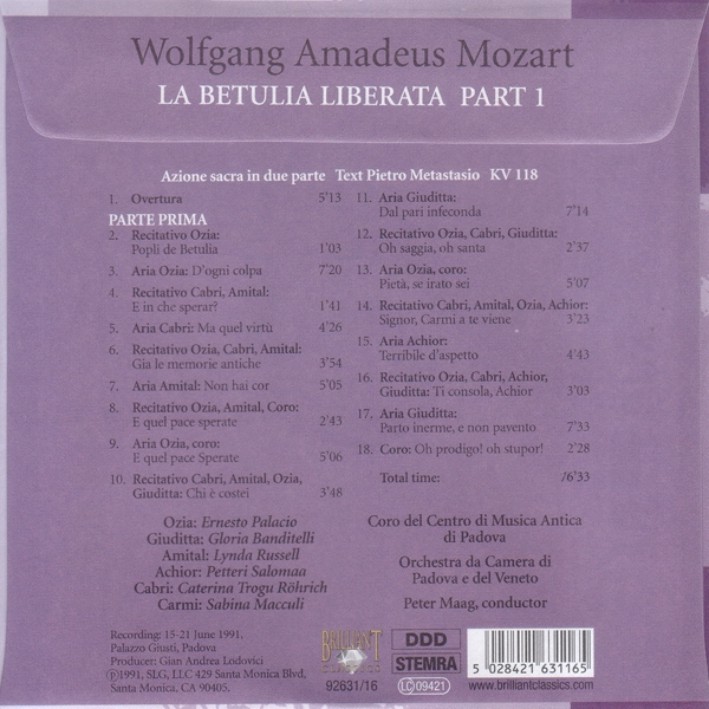 Wolfgang Amadeus Mozart
LA BETULIA LIBERATA PART 1
Azione sacra in due parte Text Pietro Metastasio KV 118
1. Overtura 5'13
PARTE PRIMA
2. Recitativo Ozia:
Popli de Betulia 1'03
3. Aria Ozia: D'ogni colpa 7'20
4. Recitativo Cabri, Amital:
E in che sperar? 1'41
5. Aria Cabri: Ma quel virtù 4'26
6. Recitativo Ozia, Cabri, Amital:
Gia le memorie antiche 3'54
7. Aria Amital: Non hai cor 5'05
8. Recitativo Ozia, Amital, Coro:
E quel pace sperate 2'43
9. Aria Ozia, coro:
E quel pace Sperate 5'06
10. Recitativo Cabri, Amital, Ozia,
Giuditta: Chi è costei 3'48
11. Aria Giuditta:
Dal pari infeconda 7'14
12. Recitativo Ozia, Cabri, Giuditta:
Oh saggia, oh santa 2'37
13. Aria Ozia, coro:
Pietà, se irato sei 5'07
14. Recitativo Cabri, Amital, Ozia, Achior:
Signor, Carmi a te viene 3'23
15. Aria Achior:
Terribile d'aspetto 4'43
16. Recitativo Ozia, Cabri, Achior,
Giuditta: Ti consola, Achior 3'03
17. Aria Giuditta:
Parto inerme, e non pavento 7'33
18. Coro: Oh prodigo! oh stupor! 2'28
Total time: /6'33
Ozia: Ernesto Palacio
Giuditta: Gloria Banditelli
Amital: Lynda Russell
Achior: Petteri Salomaa
Cabri: Caterina Trogu Röhrich
Carmi: Sabina Macculi
Coro del Centro di Musica Antica
di Padova
Orchestra da Camera di
Padova e del Veneto
Peter Maag, conductor
Recording: 15-21 June 1991,
Palazzo Giusti, Padova
Producer: Gian Andrea Lodovici
℗1991, SLG, LLC 429 Santa Monica Blvd,
Santa Monica, CA 90405.
BRILLIANT
CLASSICS
92631/16
DDD
STEMRA
LC 09421
5 028421 631165
www.brilliantclassics.com